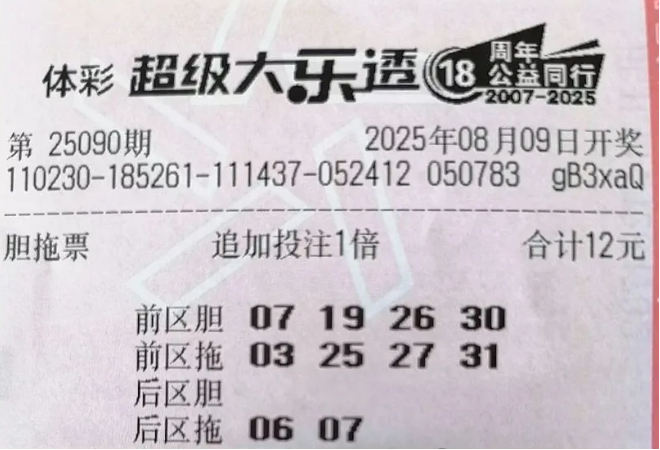 体彩 超级大乐透 18 周年 公益同行 2007-2025
第 25090期 2025年08月09日开奖
110230-185261-111437-052412 050783 gB3xaQ
胆拖票 追加投注1倍 合计12元
前区胆 07 19 26 30
前区拖 03 25 27 31
后区胆
后区拖 06 07